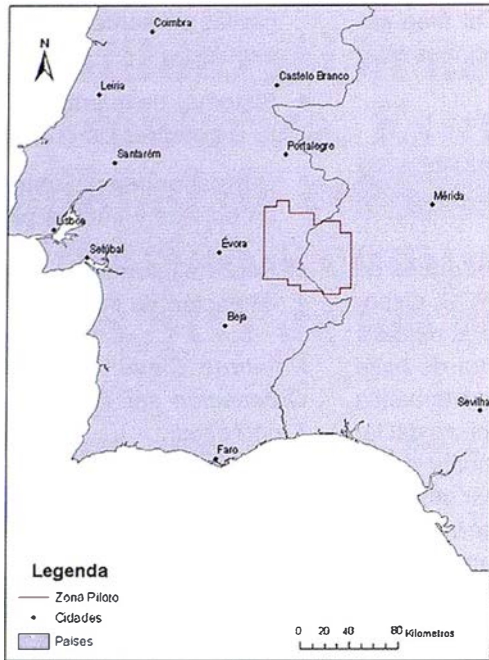 N
Coimbra
Leiria
Castelo Branco
Santarém
Portalegre
Mérida
Lisboa
Setúbal
Évora
Beja
Sevilha
Faro
Legenda
Zona Piloto
Cidades
Países
0 20 40 80 Kilometros